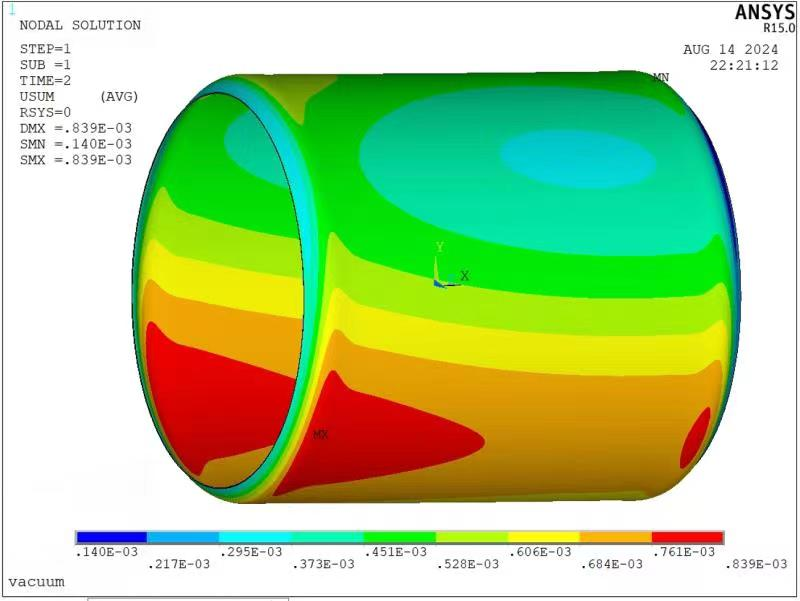 1
NODAL SOLUTION
STEP=1
SUB =1
TIME=2
USUM (AVG)
RSYS=0
DMX =.839E-03
SMN =.140E-03
SMX =.839E-03
ANSYS
R15.0
AUG 14 2024
22:21:12
MN
Y
X
MX
.140E-03 .295E-03 .451E-03 .606E-03 .761E-03
.217E-03 .373E-03 .528E-03 .684E-03 .839E-03
vacuum